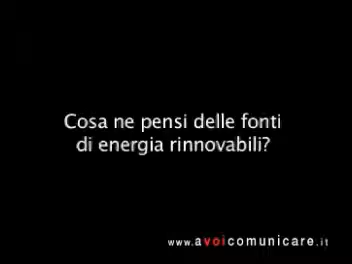 Cosa ne pensi delle fonti
di energia rinnovabili?
www.avoicomunicare.it